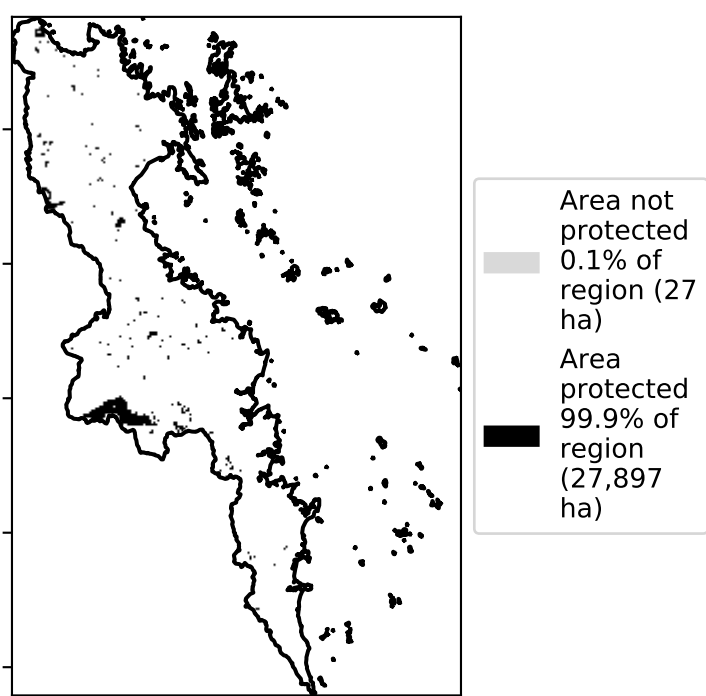 Area not
protected
0.1% of
region (27
ha)
Area
protected
99.9% of
region
(27,897
ha)